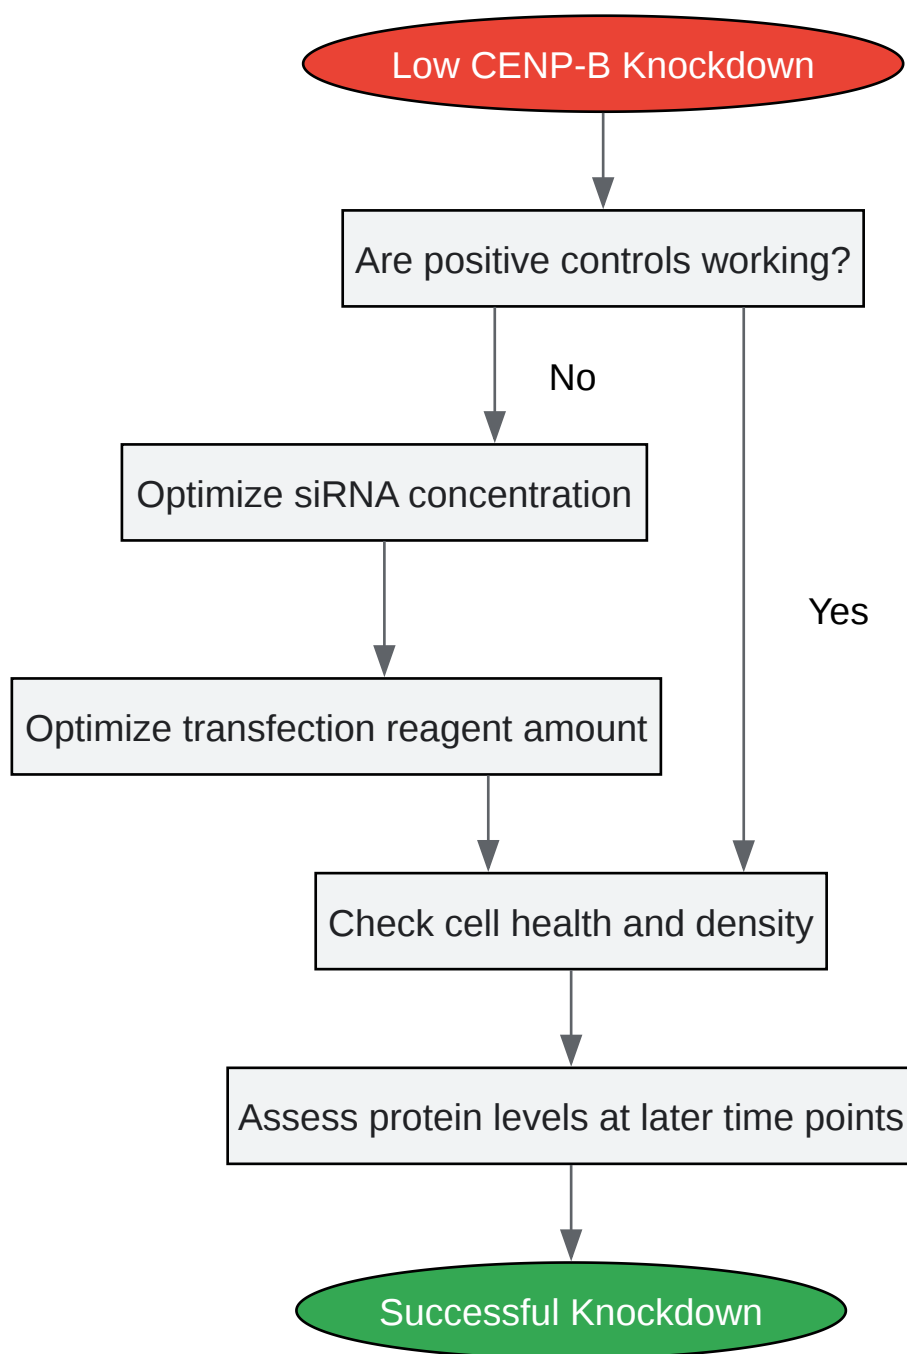 Low CENP-B Knockdown
Are positive controls working?
No
Optimize siRNA concentration
Yes
Optimize transfection reagent amount
Check cell health and density
Assess protein levels at later time points
Successful Knockdown